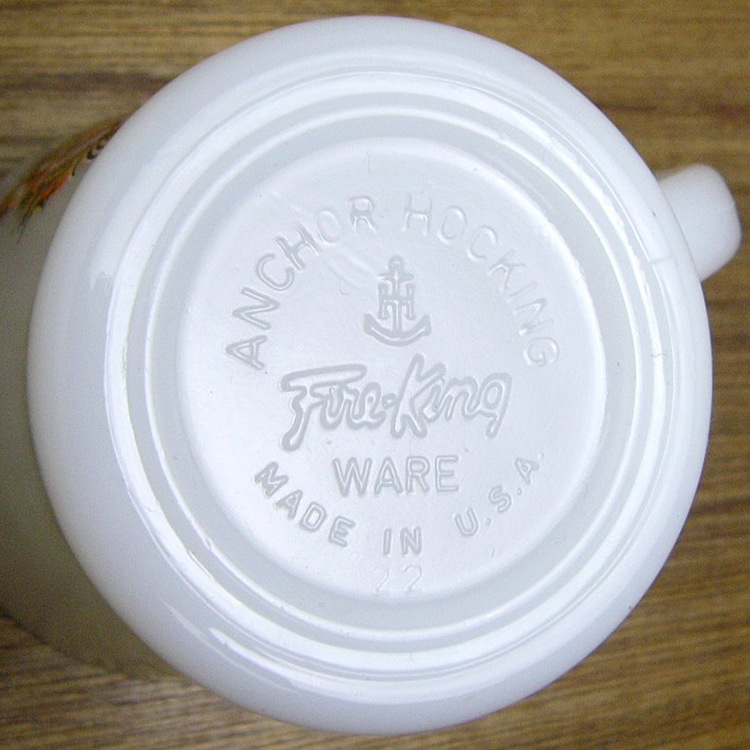 ANCHOR HOCKING
H
Fire-King
WARE
MADE IN U.S.A.
22